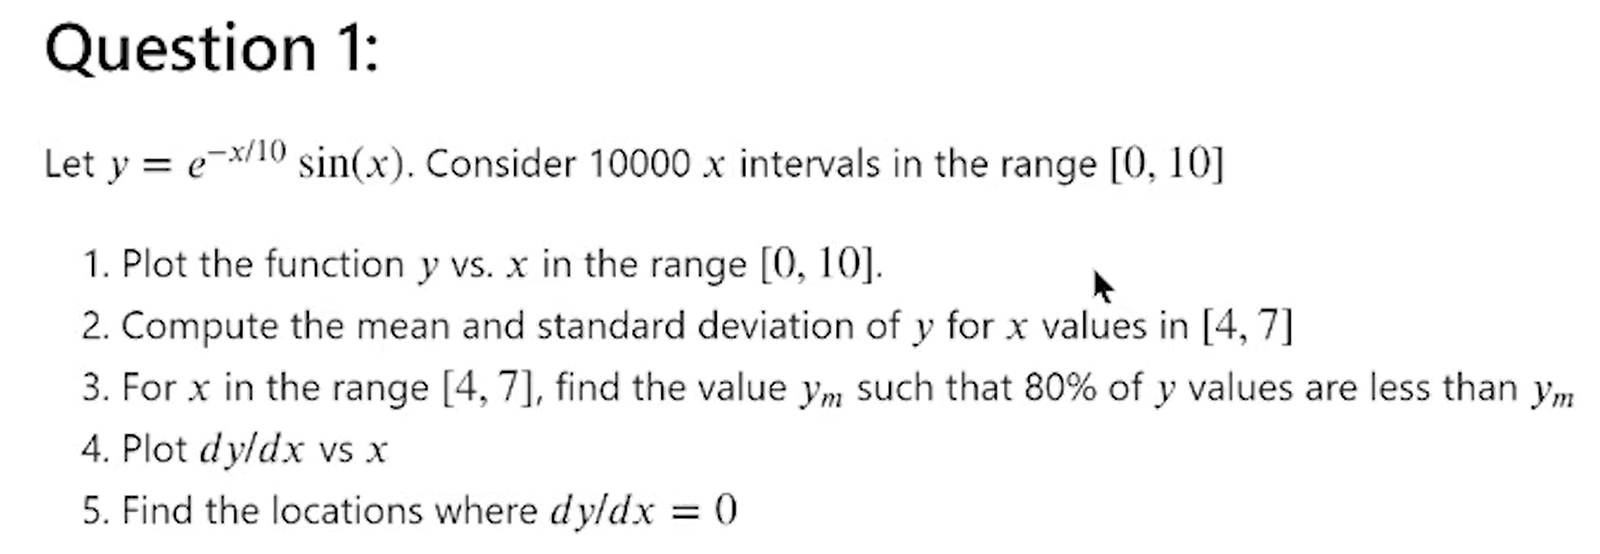 Question 1:
Let y = e^{-x/10} sin(x). Consider 10000 x intervals in the range [0, 10]
1. Plot the function y vs. x in the range [0, 10].
2. Compute the mean and standard deviation of y for x values in [4, 7]
3. For x in the range [4, 7], find the value y_m such that 80% of y values are less than y_m
4. Plot dy/dx vs x
5. Find the locations where dy/dx = 0